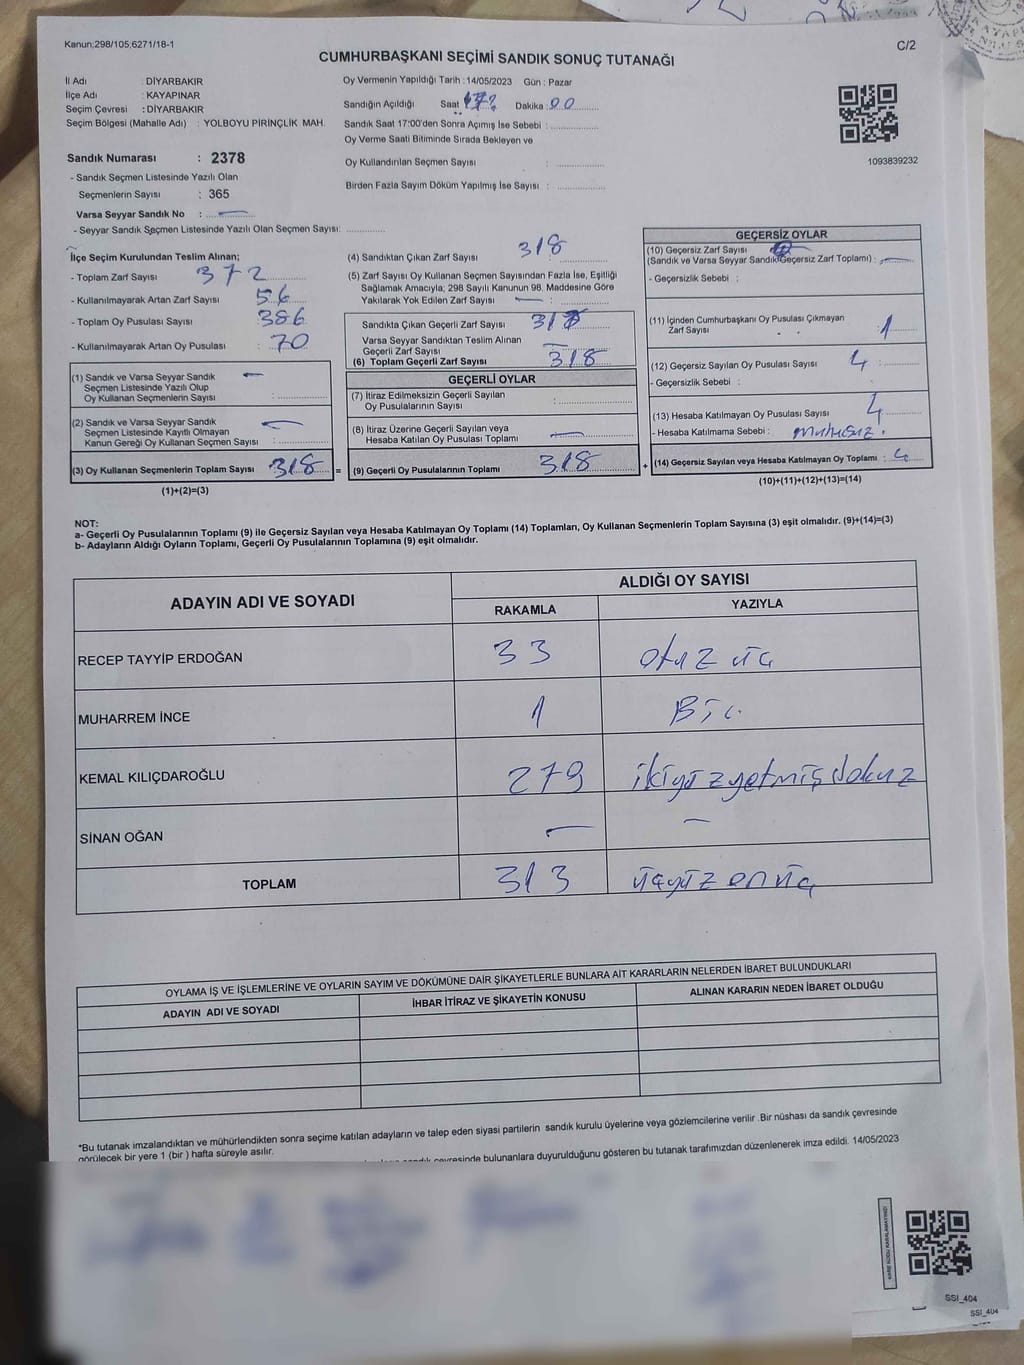 Kanun:298/105;6271/18-1
C/2
CUMHURBAŞKANI SEÇİMİ SANDIK SONUÇ TUTANAĞI
İl Adı : DİYARBAKIR
İlçe Adı : KAYAPINAR
Seçim Çevresi : DİYARBAKIR
Seçim Bölgesi (Mahalle Adı) : YOLBOYU PİRİNÇLİK MAH.
Sandık Numarası : 2378
- Sandık Seçmen Listesinde Yazılı Olan
Seçmenlerin Sayısı : 365
Varsa Seyyar Sandık No :
- Seyyar Sandık Seçmen Listesinde Yazılı Olan Seçmen Sayısı:
Oy Vermenin Yapıldığı Tarih : 14/05/2023 Gün : Pazar
Sandığın Açıldığı Saat Dakika : 00
Sandık Saat 17:00'den Sonra Açımış İse Sebebi :
Oy Verme Saati Bitiminde Sırada Bekleyen ve
Oy Kullandırılan Seçmen Sayısı :
Birden Fazla Sayım Döküm Yapılmış İse Sayısı :
1093839232
İlçe Seçim Kurulundan Teslim Alınan;
- Toplam Zarf Sayısı 372
- Kullanılmayarak Artan Zarf Sayısı 56
- Toplam Oy Pusulası Sayısı : 386
- Kullanılmayarak Artan Oy Pusulası : 70
(1) Sandık ve Varsa Seyyar Sandık
Seçmen Listesinde Yazılı Olup
Oy Kullanan Seçmenlerin Sayısı : —
(2) Sandık ve Varsa Seyyar Sandık
Seçmen Listesinde Kayıtlı Olmayan
Kanun Gereği Oy Kullanan Seçmen Sayısı : —
(3) Oy Kullanan Seçmenlerin Toplam Sayısı 318 =
(1)+(2)=(3)
(4) Sandıktan Çıkan Zarf Sayısı 318
(5) Zarf Sayısı Oy Kullanan Seçmen Sayısından Fazla İse, Eşitliği
Sağlamak Amacıyla; 298 Sayılı Kanunun 98. Maddesine Göre
Yakılarak Yok Edilen Zarf Sayısı — :
Sandıkta Çıkan Geçerli Zarf Sayısı
Varsa Seyyar Sandıktan Teslim Alınan
Geçerli Zarf Sayısı
(6) Toplam Geçerli Zarf Sayısı 318
GEÇERLİ OYLAR
(7) İtiraz Edilmeksizin Geçerli Sayılan
Oy Pusulalarının Sayısı :
(8) İtiraz Üzerine Geçerli Sayılan veya
Hesaba Katılan Oy Pusulası Toplamı : —
(9) Geçerli Oy Pusulalarının Toplamı 318 +
GEÇERSİZ OYLAR
(10) Geçersiz Zarf Sayısı
(Sandık ve Varsa Seyyar Sandık Geçersiz Zarf Toplamı) : —
- Geçersizlik Sebebi :
(11) İçinden Cumhurbaşkanı Oy Pusulası Çıkmayan
Zarf Sayısı : 1
(12) Geçersiz Sayılan Oy Pusulası Sayısı 4 :
- Geçersizlik Sebebi :
(13) Hesaba Katılmayan Oy Pusulası Sayısı 4
- Hesaba Katılmama Sebebi : mühürsüz.
(14) Geçersiz Sayılan veya Hesaba Katılmayan Oy Toplamı : 4
(10)+(11)+(12)+(13)=(14)
NOT:
a- Geçerli Oy Pusulalarının Toplamı (9) ile Geçersiz Sayılan veya Hesaba Katılmayan Oy Toplamı (14) Toplamları, Oy Kullanan Seçmenlerin Toplam Sayısına (3) eşit olmalıdır. (9)+(14)=(3)
b- Adayların Aldığı Oyların Toplamı, Geçerli Oy Pusulalarının Toplamına (9) eşit olmalıdır.
ADAYIN ADI VE SOYADI
ALDIĞI OY SAYISI
RAKAMLA YAZIYLA
RECEP TAYYİP ERDOĞAN 33 otuz üç
MUHARREM İNCE 1 Bir
KEMAL KILIÇDAROĞLU 279 ikiyüzyetmişdokuz
SİNAN OĞAN — —
TOPLAM 313 üçyüz onüç
OYLAMA İŞ VE İŞLEMLERİNE VE OYLARIN SAYIM VE DÖKÜMÜNE DAİR ŞİKAYETLERLE BUNLARA AİT KARARLARIN NELERDEN İBARET BULUNDUKLARI
ADAYIN ADI VE SOYADI İHBAR İTİRAZ VE ŞİKAYETİN KONUSU ALINAN KARARIN NEDEN İBARET OLDUĞU
*Bu tutanak imzalandıktan ve mühürlendikten sonra seçime katılan adayların ve talep eden siyasi partilerin sandık kurulu üyelerine veya gözlemcilerine verilir .Bir nüshası da sandık çevresinde
görülecek bir yere 1 (bir ) hafta süreyle asılır.
çevresinde bulunanlara duyurulduğunu gösteren bu tutanak tarafımızdan düzenlenerek imza edildi. 14/05/2023
SSI_404
SSI_404